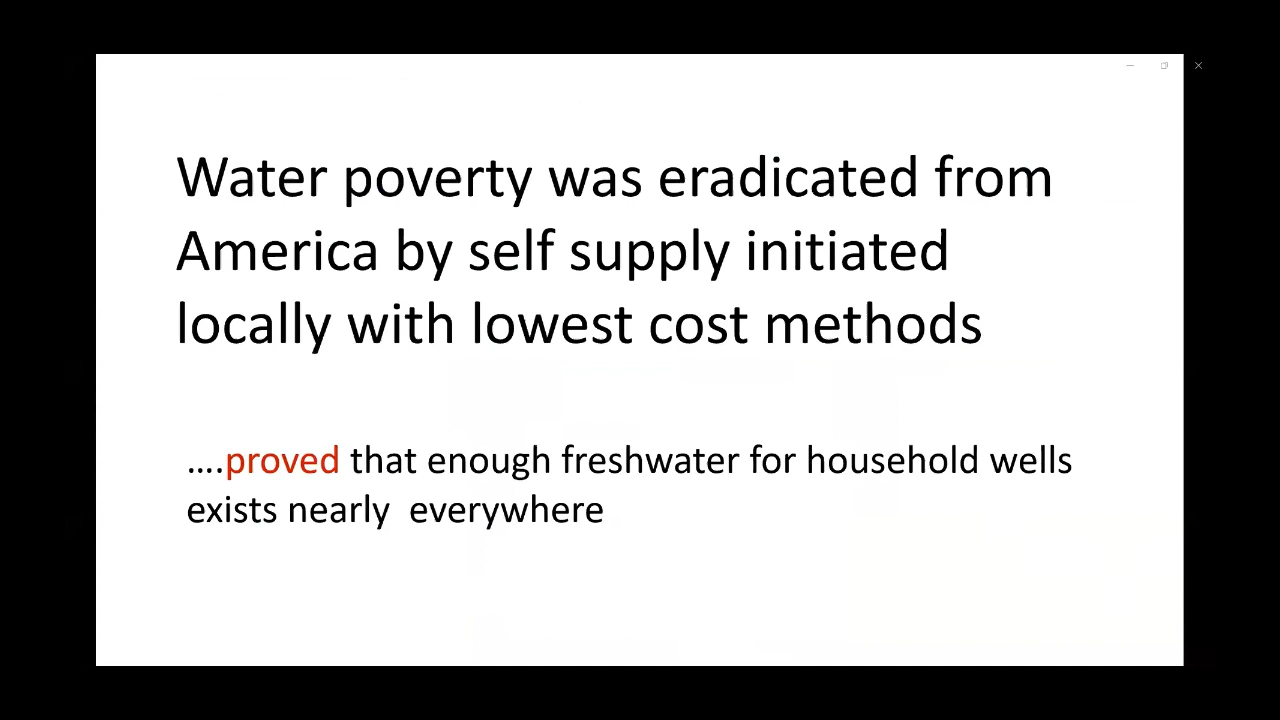 Water poverty was eradicated from
America by self supply initiated
locally with lowest cost methods
....proved that enough freshwater for household wells
exists nearly  everywhere